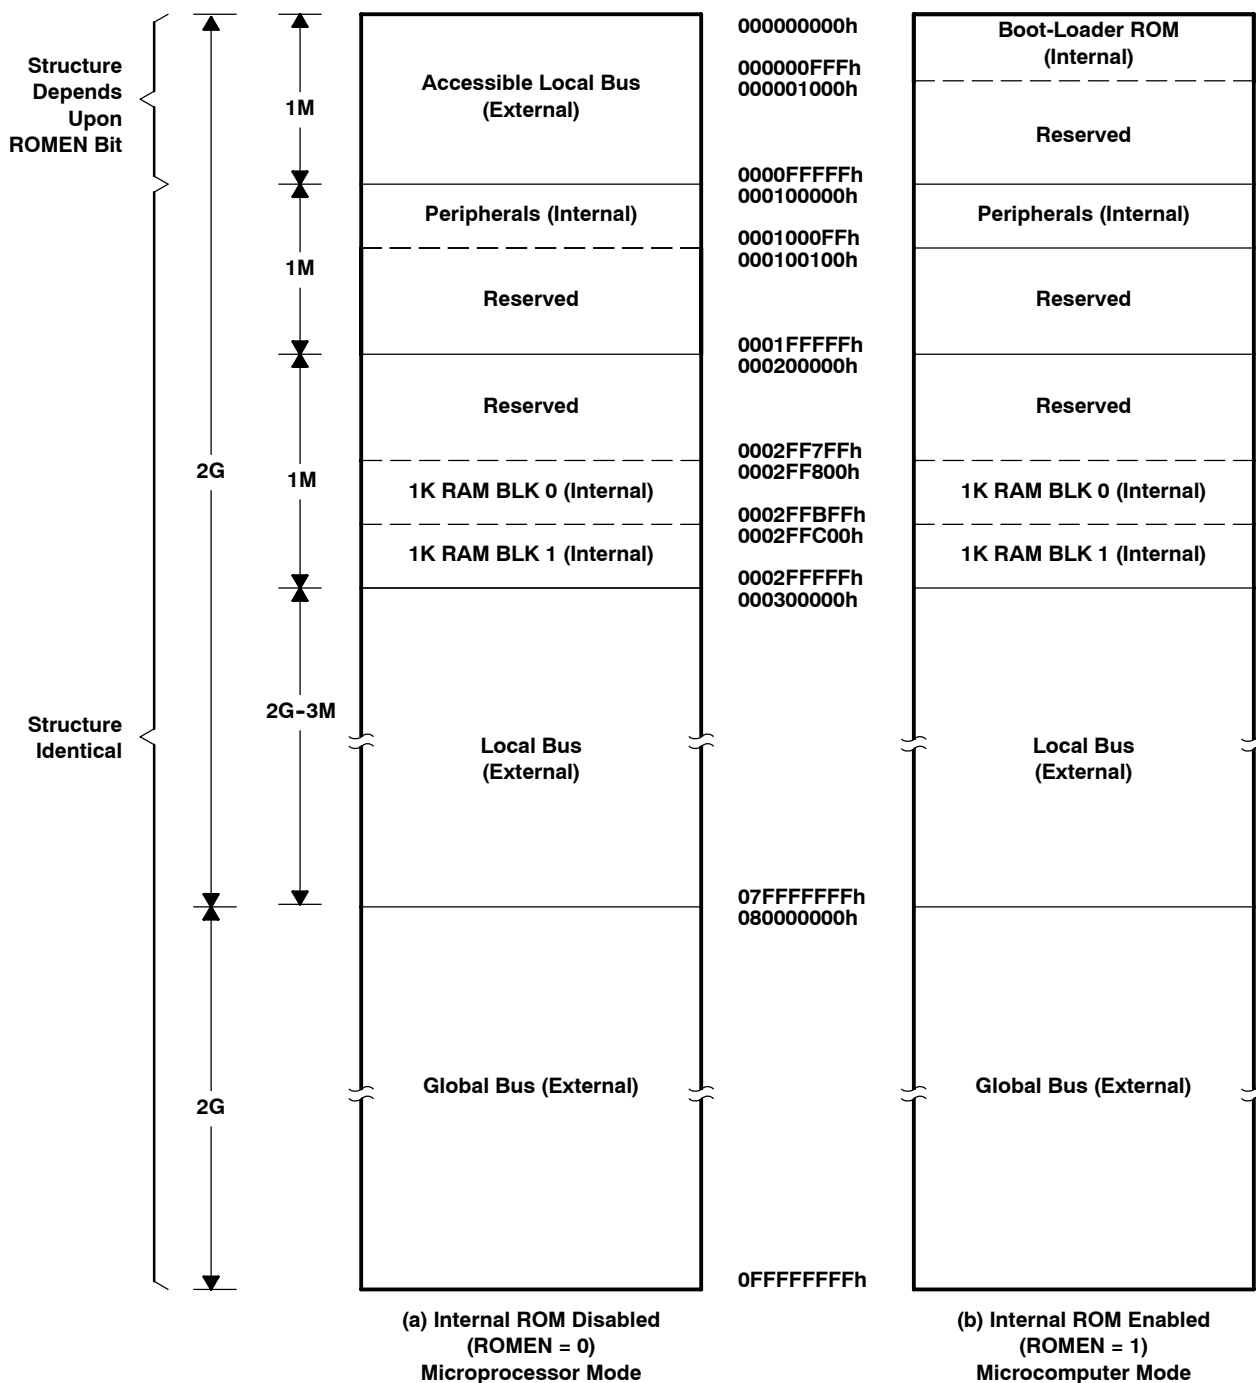 Structure
Depends
Upon
ROMEN Bit
Structure
Identical
2G
2G
1M
1M
1M
2G-3M
Accessible Local Bus
(External)
Peripherals (Internal)
Reserved
Reserved
1K RAM BLK 0 (Internal)
1K RAM BLK 1 (Internal)
Local Bus
(External)
Global Bus (External)
(a) Internal ROM Disabled
(ROMEN = 0)
Microprocessor Mode
000000000h
000000FFFh
000001000h
0000FFFFFh
000100000h
0001000FFh
000100100h
0001FFFFFh
000200000h
0002FF7FFh
0002FF800h
0002FFBFFh
0002FFC00h
0002FFFFFh
000300000h
07FFFFFFFh
080000000h
0FFFFFFFFh
Boot-Loader ROM
(Internal)
Reserved
Peripherals (Internal)
Reserved
Reserved
1K RAM BLK 0 (Internal)
1K RAM BLK 1 (Internal)
Local Bus
(External)
Global Bus (External)
(b) Internal ROM Enabled
(ROMEN = 1)
Microcomputer Mode